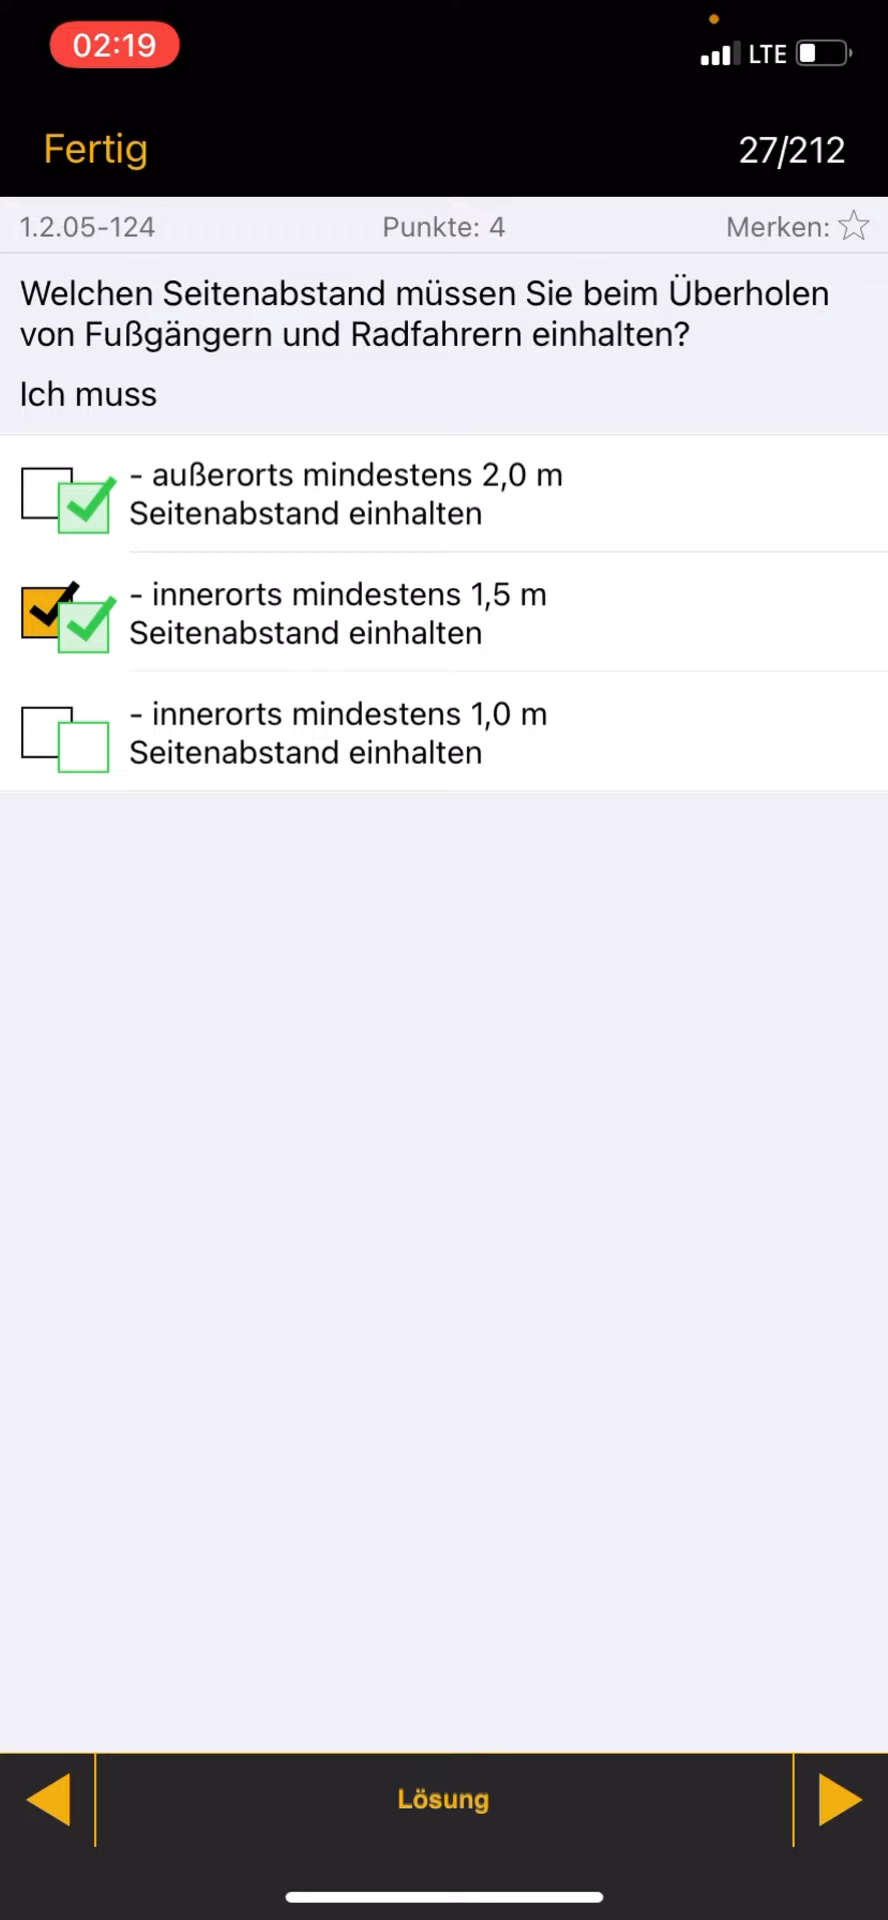 02:19
LTE
Fertig
27/212
1.2.05-124
Punkte: 4
Merken:
Welchen Seitenabstand müssen Sie beim Überholen
von Fußgängern und Radfahrern einhalten?
Ich muss
- außerorts mindestens 2,0 m
Seitenabstand einhalten
- innerorts mindestens 1,5 m
Seitenabstand einhalten
- innerorts mindestens 1,0 m
Seitenabstand einhalten
Lösung